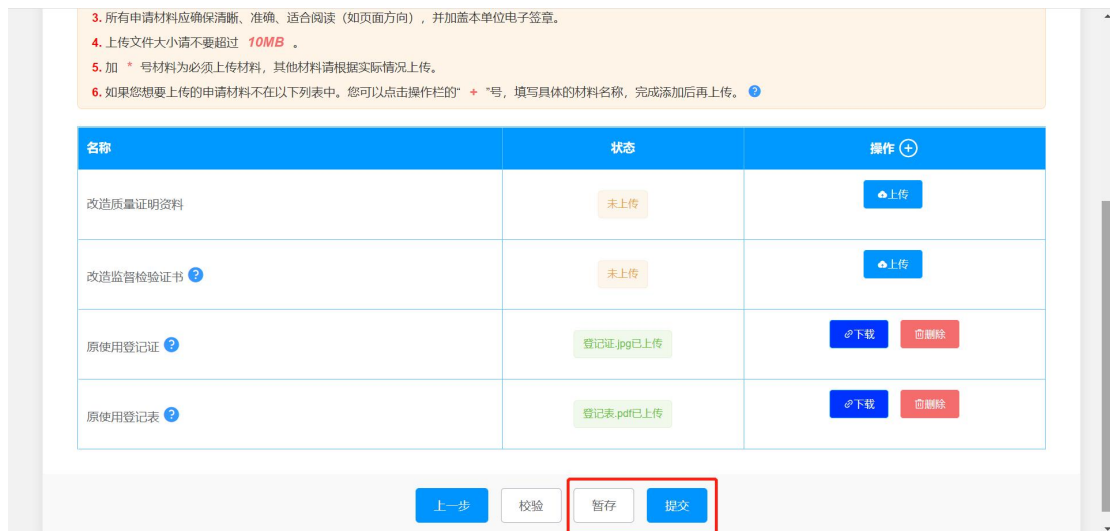 3. 所有申请材料应确保清晰、准确、适合阅读（如页面方向），并加盖本单位电子签章。
4. 上传文件大小请不要超过 10MB 。
5. 加 * 号材料为必须上传材料，其他材料请根据实际情况上传。
6. 如果您想要上传的申请材料不在以下列表中。您可以点击操作栏的“ + ”号，填写具体的材料名称，完成添加后再上传。 ?
名称 状态 操作 +
改造质量证明资料 未上传 上传
改造监督检验证书 ? 未上传 上传
原使用登记证 ? 登记证.jpg已上传 下载 删除
原使用登记表 ? 登记表.pdf已上传 下载 删除
上一步 校验 暂存 提交